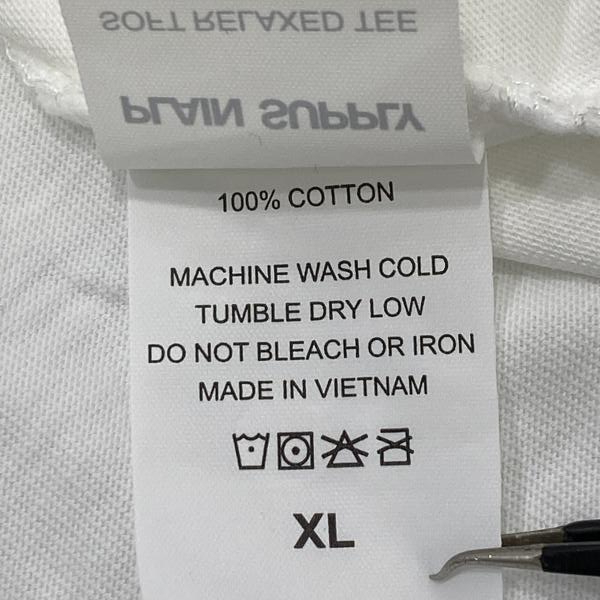 SOFT RELAXED TEE
PLAIN SUPPLY
100% COTTON
MACHINE WASH COLD
TUMBLE DRY LOW
DO NOT BLEACH OR IRON
MADE IN VIETNAM
XL